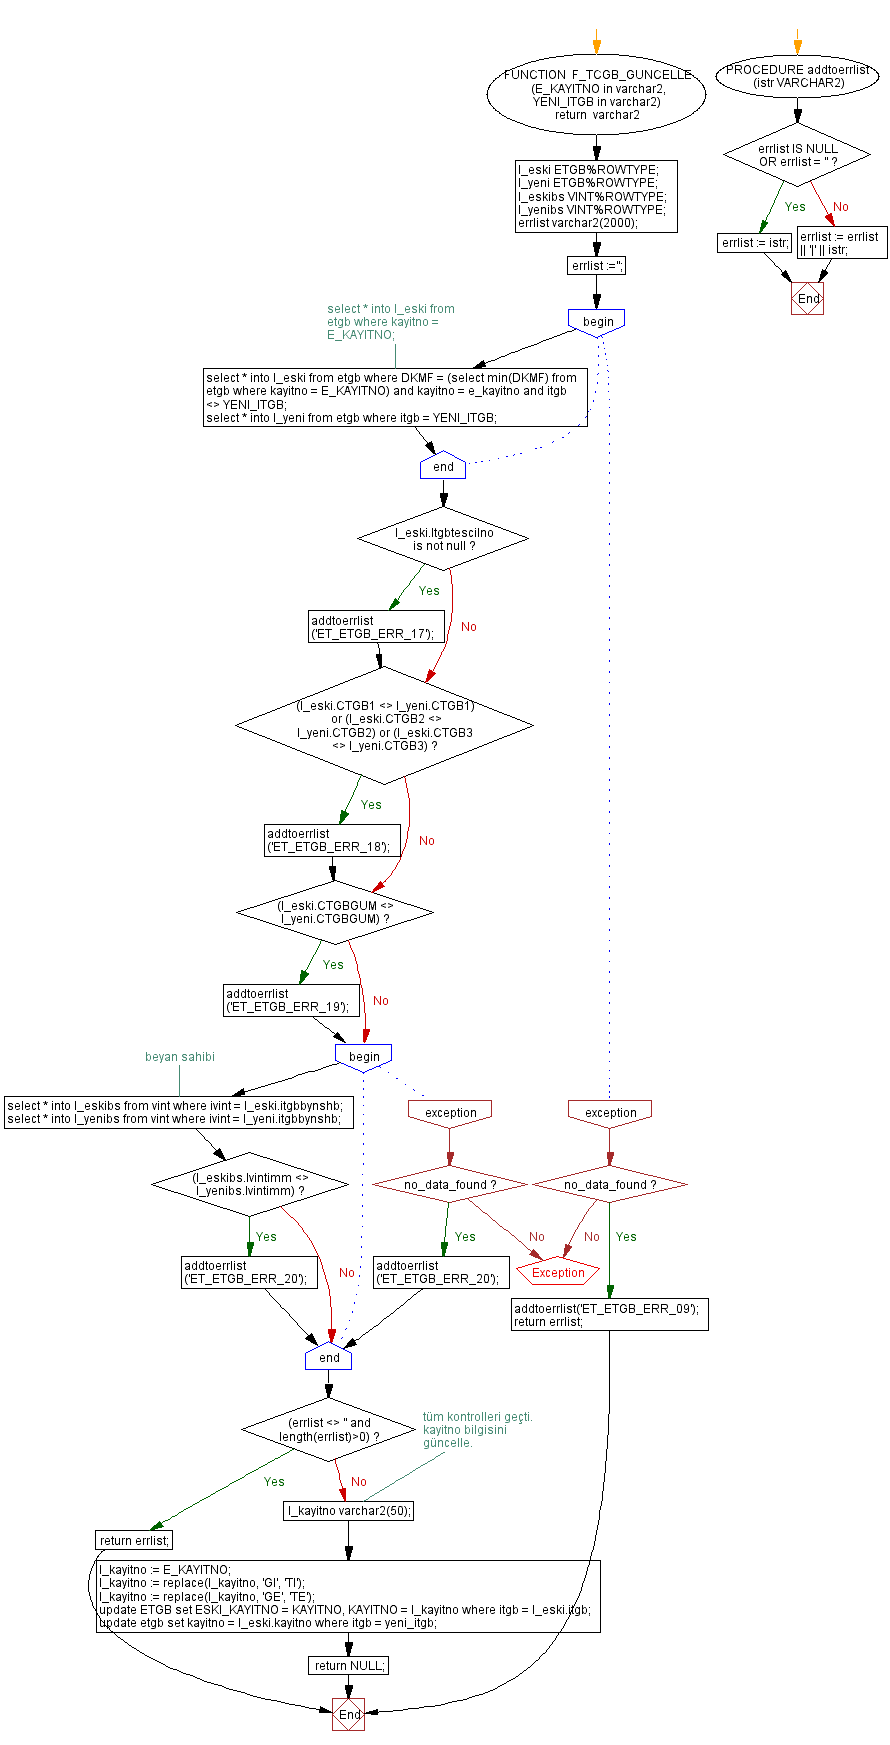 FUNCTION F_TCGB_GUNCELLE
(E_KAYITNO in varchar2,
YENI_ITGB in varchar2)
return varchar2
PROCEDURE addtoerrlist
(istr VARCHAR2)
errlist IS NULL
OR errlist = '' ?
Yes
No
errlist := istr;
errlist := errlist
|| '|' || istr;
End
l_eski ETGB%ROWTYPE;
l_yeni ETGB%ROWTYPE;
l_eskibs VINT%ROWTYPE;
l_yenibs VINT%ROWTYPE;
errlist varchar2(2000);
errlist :='';
begin
select * into l_eski from
etgb where kayitno =
E_KAYITNO;
select * into l_eski from etgb where DKMF = (select min(DKMF) from
etgb where kayitno = E_KAYITNO) and kayitno = e_kayitno and itgb
<> YENI_ITGB;
select * into l_yeni from etgb where itgb = YENI_ITGB;
end
l_eski.Itgbtescilno
is not null ?
Yes
No
addtoerrlist
('ET_ETGB_ERR_17');
(l_eski.CTGB1 <> l_yeni.CTGB1)
or (l_eski.CTGB2 <>
l_yeni.CTGB2) or (l_eski.CTGB3
<> l_yeni.CTGB3) ?
Yes
No
addtoerrlist
('ET_ETGB_ERR_18');
(l_eski.CTGBGUM <>
l_yeni.CTGBGUM) ?
Yes
No
addtoerrlist
('ET_ETGB_ERR_19');
begin
beyan sahibi
select * into l_eskibs from vint where ivint = l_eski.itgbbynshb;
select * into l_yenibs from vint where ivint = l_yeni.itgbbynshb;
exception
exception
(l_eskibs.Ivintimm <>
l_yenibs.Ivintimm) ?
no_data_found ?
no_data_found ?
Yes
No
Yes
No
No
Yes
addtoerrlist
('ET_ETGB_ERR_20');
addtoerrlist
('ET_ETGB_ERR_20');
Exception
addtoerrlist('ET_ETGB_ERR_09');
return errlist;
end
(errlist <> '' and
length(errlist)>0) ?
tüm kontrolleri geçti.
kayitno bilgisini
güncelle.
Yes
No
l_kayitno varchar2(50);
return errlist;
l_kayitno := E_KAYITNO;
l_kayitno := replace(l_kayitno, 'GI', 'TI');
l_kayitno := replace(l_kayitno, 'GE', 'TE');
update ETGB set ESKI_KAYITNO = KAYITNO, KAYITNO = l_kayitno where itgb = l_eski.itgb;
update etgb set kayitno = l_eski.kayitno where itgb = yeni_itgb;
return NULL;
End